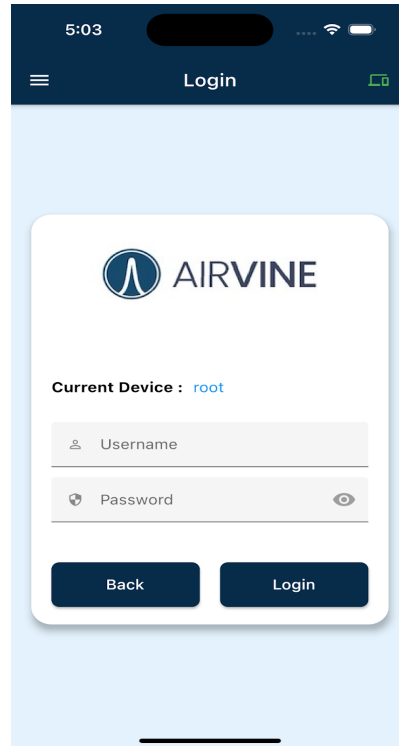 5:03
Login
AIRVINE
Current Device : root
Username
Password
Back Login